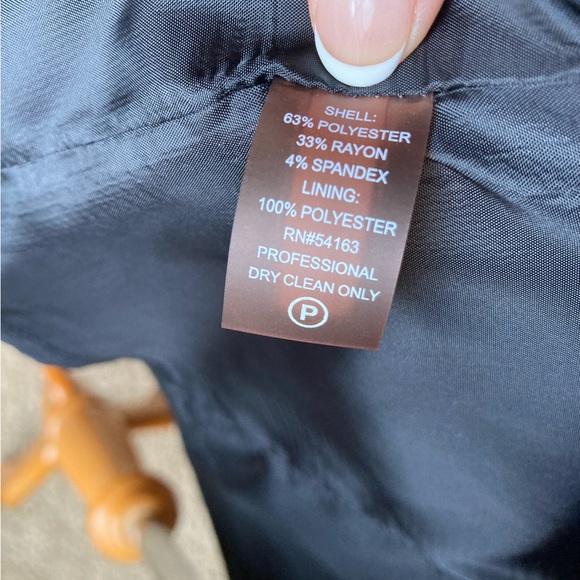 SHELL:
63% POLYESTER
33% RAYON
4% SPANDEX
LINING:
100% POLYESTER
RN#54163
PROFESSIONAL
DRY CLEAN ONLY
P